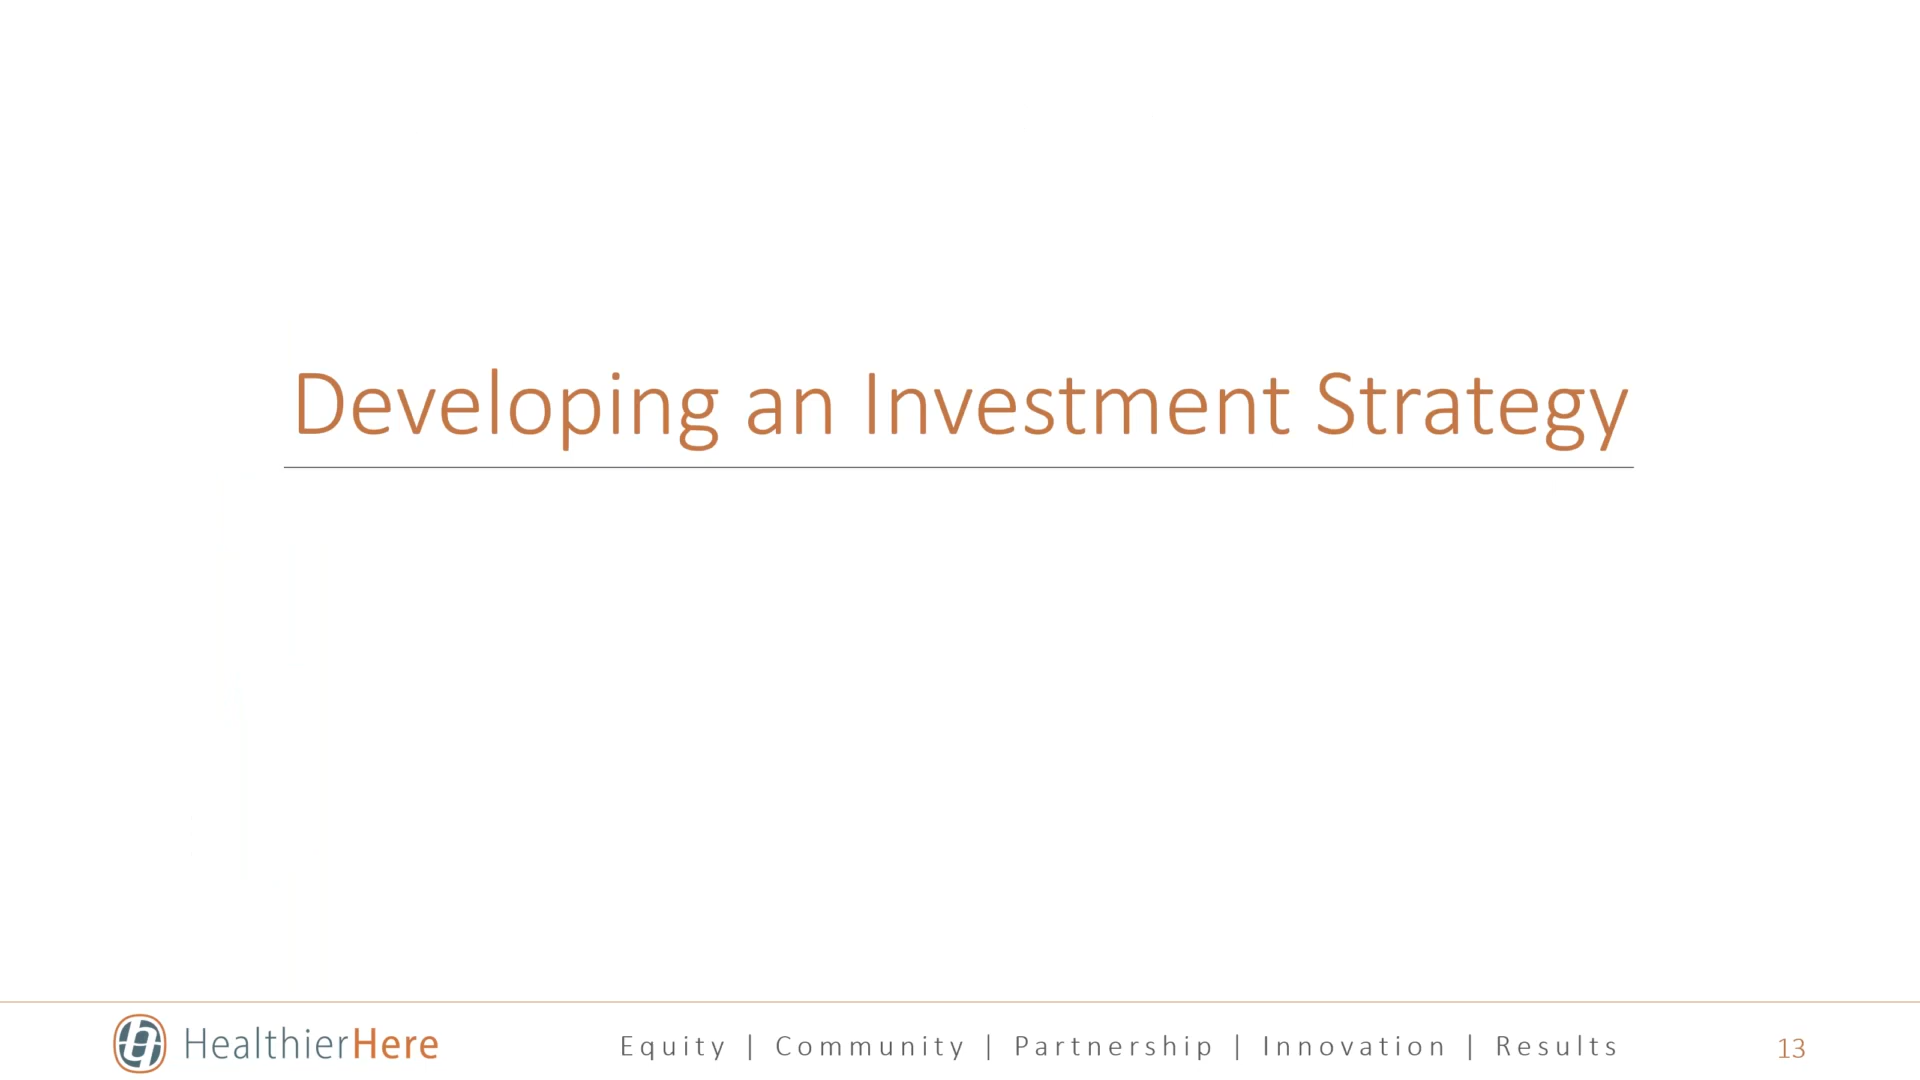 Developing an Investment Strategy
HealthierHere
Equity | Community | Partnership | Innovation | Results
13